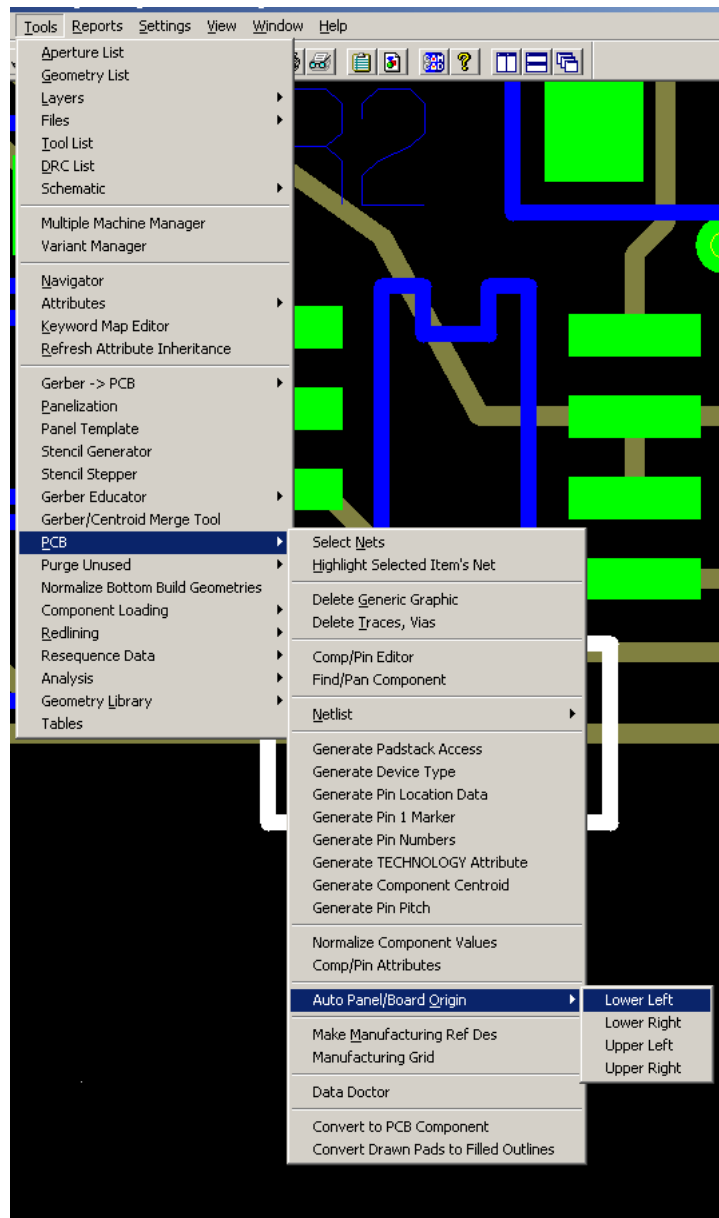 Tools Reports Settings View Window Help
Aperture List
Geometry List
Layers
Files
Tool List
DRC List
Schematic
Multiple Machine Manager
Variant Manager
Navigator
Attributes
Keyword Map Editor
Refresh Attribute Inheritance
Gerber -> PCB
Panelization
Panel Template
Stencil Generator
Stencil Stepper
Gerber Educator
Gerber/Centroid Merge Tool
PCB
Purge Unused
Normalize Bottom Build Geometries
Component Loading
Redlining
Resequence Data
Analysis
Geometry Library
Tables
Select Nets
Highlight Selected Item's Net
Delete Generic Graphic
Delete Traces, Vias
Comp/Pin Editor
Find/Pan Component
Netlist
Generate Padstack Access
Generate Device Type
Generate Pin Location Data
Generate Pin 1 Marker
Generate Pin Numbers
Generate TECHNOLOGY Attribute
Generate Component Centroid
Generate Pin Pitch
Normalize Component Values
Comp/Pin Attributes
Auto Panel/Board Origin
Make Manufacturing Ref Des
Manufacturing Grid
Data Doctor
Convert to PCB Component
Convert Drawn Pads to Filled Outlines
Lower Left
Lower Right
Upper Left
Upper Right